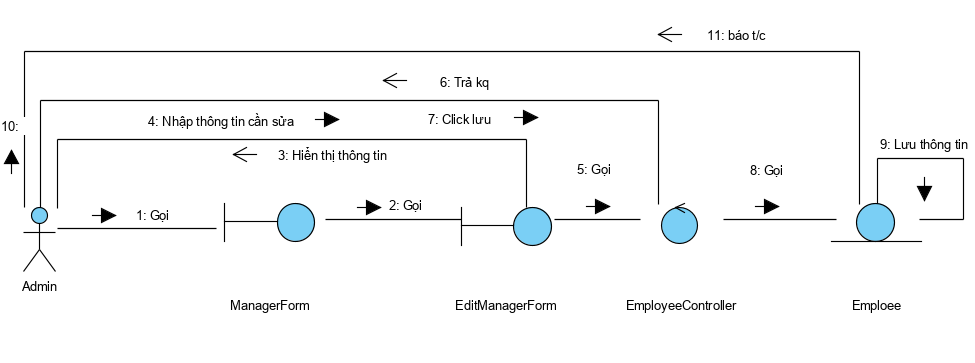 11: báo t/c
6: Trả kq
10:
4: Nhập thông tin cần sửa
7: Click lưu
3: Hiển thị thông tin
9: Lưu thông tin
5: Gọi
8: Gọi
1: Gọi
2: Gọi
Admin
ManagerForm
EditManagerForm
EmployeeController
Emploee